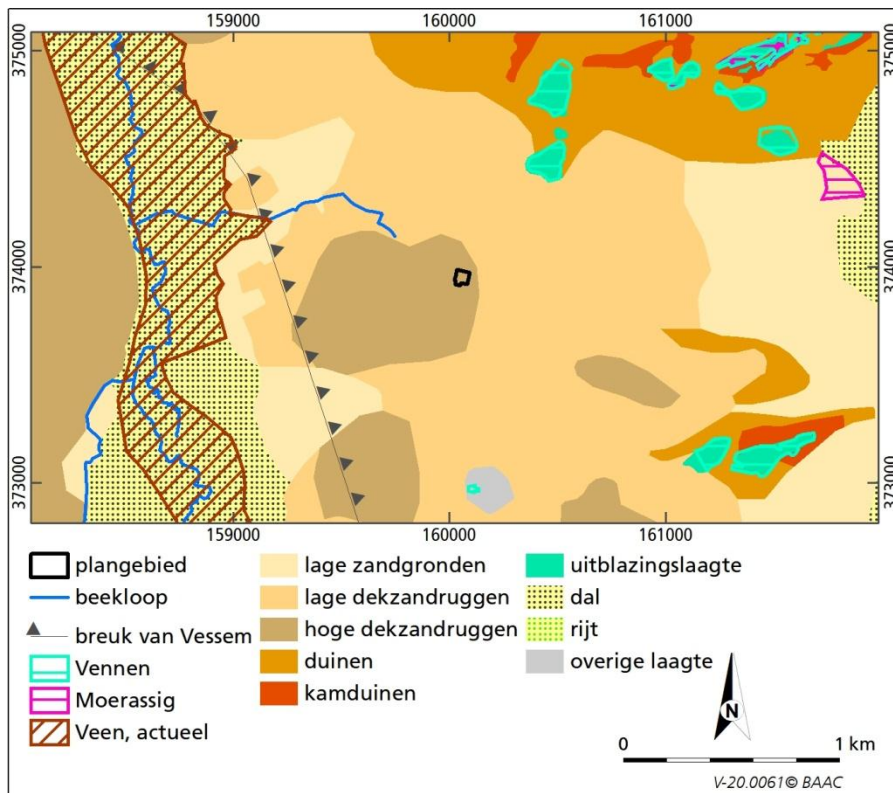 159000 160000 161000
375000 375000
374000 374000
373000 373000
159000 160000 161000
plangebied
beekloop
breuk van Vessem
Vennen
Moerassig
Veen, actueel
lage zandgronden
lage dekzandruggen
hoge dekzandruggen
duinen
kamduinen
uitblazingslaagte
dal
rijt
overige laagte
N
0 1 km
V-20.0061© BAAC